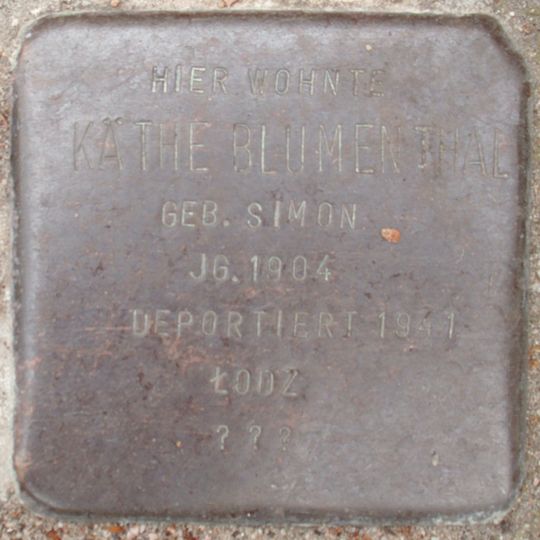 HIER WOHNTE
KÄTHE BLUMENTHAL
GEB. SIMON
JG. 1904
DEPORTIERT 1941
ŁODZ
? ? ?